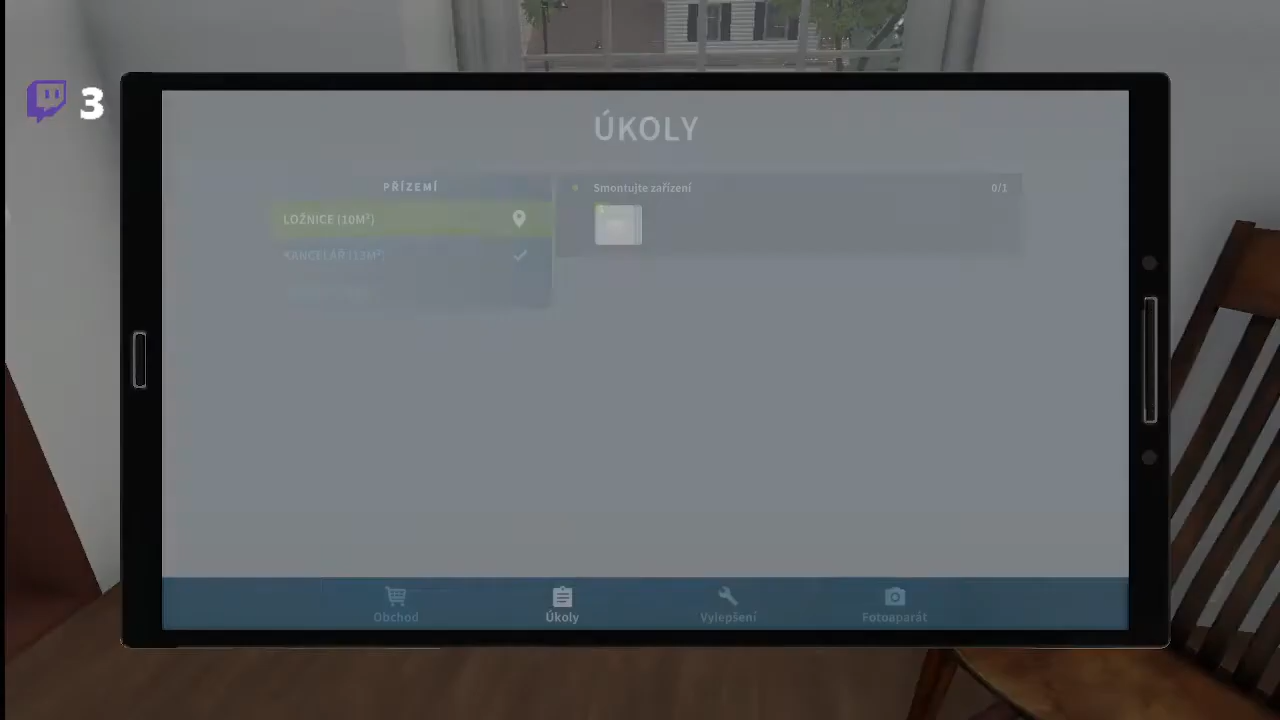 3
ÚKOLY
PŘÍZEMÍ
LOŽNICE (10M²)
KANCELÁŘ (13M²)
Smontujte zařízení
0/1
Obchod
Úkoly
Vylepšení
Fotoaparát